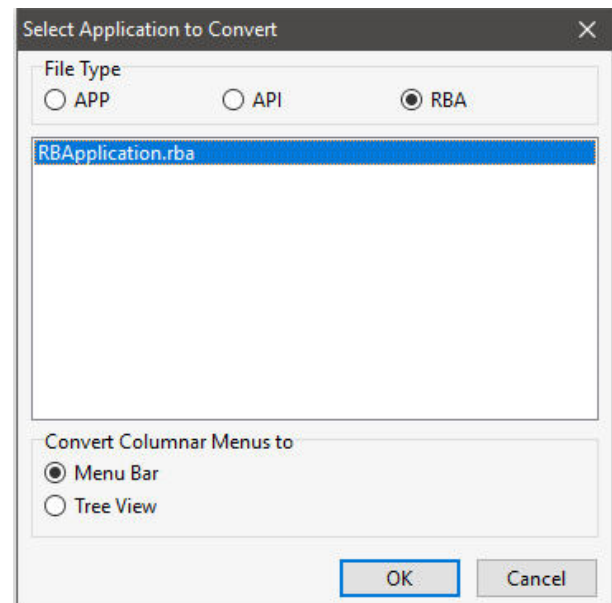 Select Application to Convert
File Type
APP API RBA
RBApplication.rba
Convert Columnar Menus to
Menu Bar
Tree View
OK Cancel